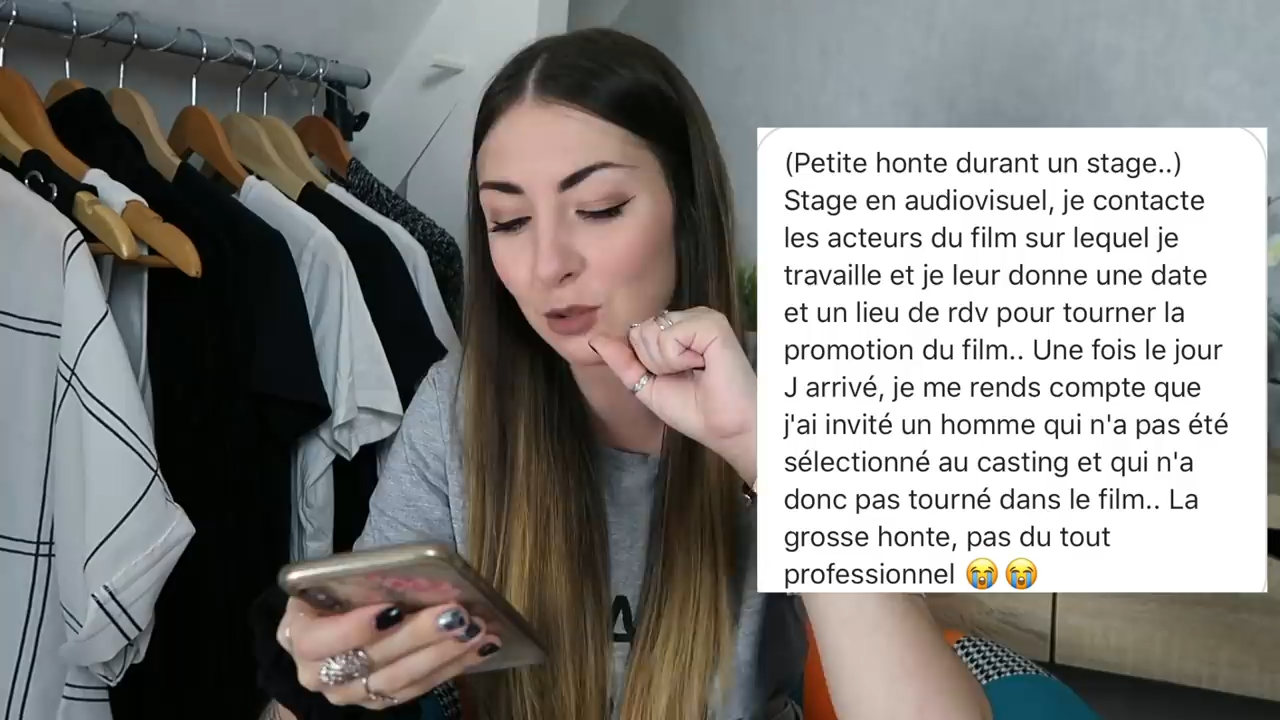 (Petite honte durant un stage..)
Stage en audiovisuel, je contacte
les acteurs du film sur lequel je
travaille et je leur donne une date
et un lieu de rdv pour tourner la
promotion du film.. Une fois le jour
J arrivé, je me rends compte que
j'ai invité un homme qui n'a pas été
sélectionné au casting et qui n'a
donc pas tourné dans le film.. La
grosse honte, pas du tout
professionnel 😭😭